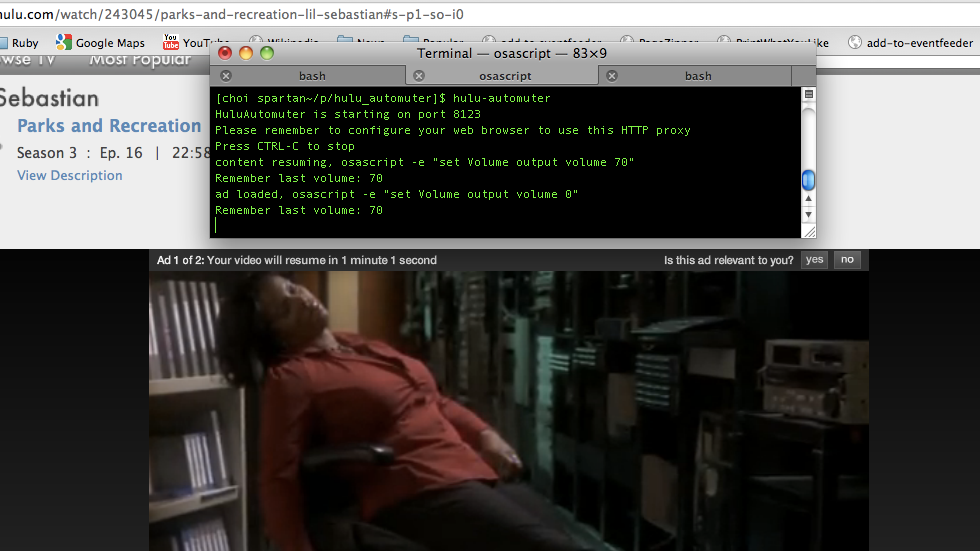 hulu.com/watch/243045/parks-and-recreation-lil-sebastian#s-p1-so-i0
Ruby Google Maps YouTube Wikipedia News Popular add-to-eventfeeder PageZipper PrintWhatYouLike add-to-eventfeeder
Most Popular
Terminal — osascript — 83×9
bash osascript bash
Sebastian
Parks and Recreation
Season 3 : Ep. 16 | 22:58
View Description
[choi spartan~/p/hulu_automuter]$ hulu-automuter
HuluAutomuter is starting on port 8123
Please remember to configure your web browser to use this HTTP proxy
Press CTRL-C to stop
content resuming, osascript -e "set Volume output volume 70"
Remember last volume: 70
ad loaded, osascript -e "set Volume output volume 0"
Remember last volume: 70
Ad 1 of 2: Your video will resume in 1 minute 1 second Is this ad relevant to you? yes no